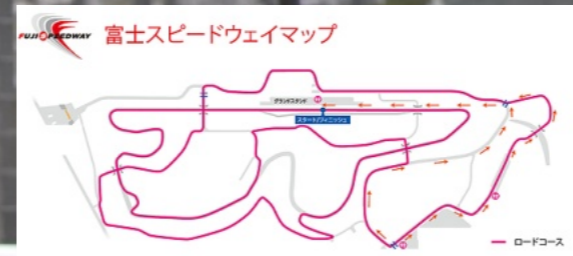 FUJI SPEEDWAY
富士スピードウェイマップ
グランドスタンド
スタート/フィニッシュ
ロードコース